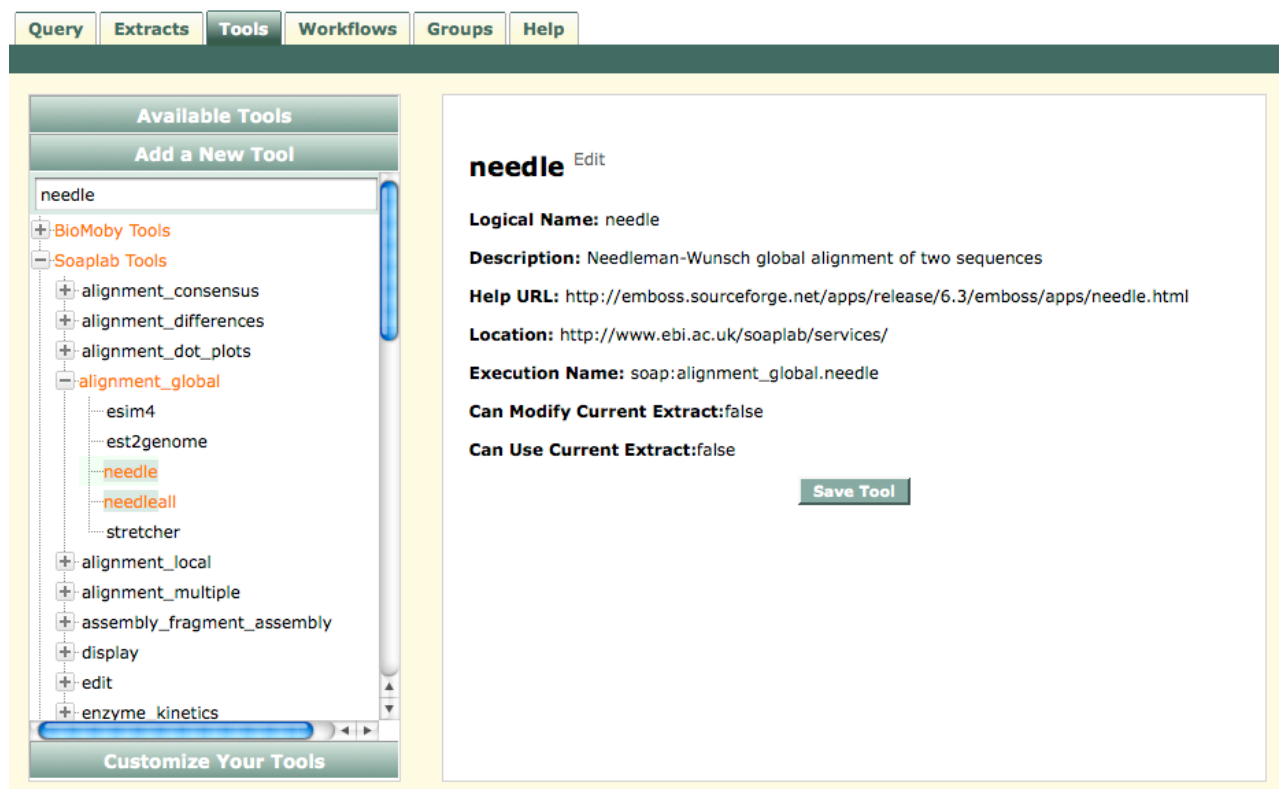 Query Extracts Tools Workflows Groups Help
Available Tools
Add a New Tool
needle
BioMoby Tools
Soaplab Tools
alignment_consensus
alignment_differences
alignment_dot_plots
alignment_global
esim4
est2genome
needle
needleall
stretcher
alignment_local
alignment_multiple
assembly_fragment_assembly
display
edit
enzyme_kinetics
Customize Your Tools
needle Edit
Logical Name: needle
Description: Needleman-Wunsch global alignment of two sequences
Help URL: http://emboss.sourceforge.net/apps/release/6.3/emboss/apps/needle.html
Location: http://www.ebi.ac.uk/soaplab/services/
Execution Name: soap:alignment_global.needle
Can Modify Current Extract:false
Can Use Current Extract:false
Save Tool